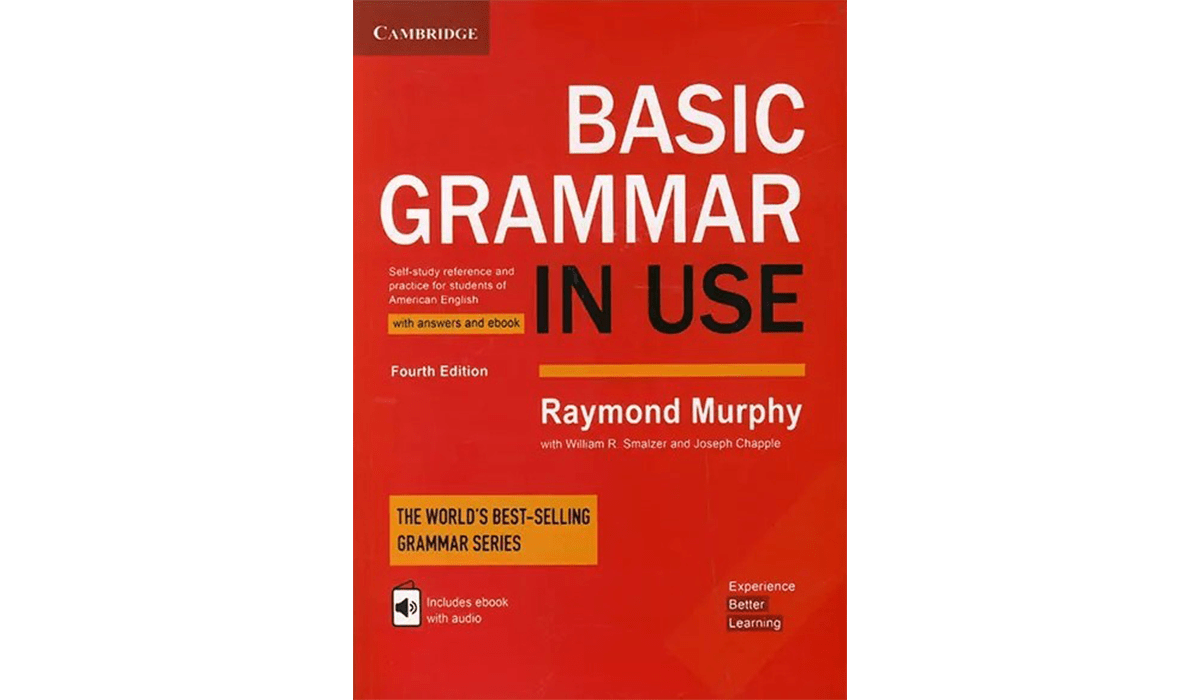 CAMBRIDGE
BASIC
GRAMMAR
IN USE
Self-study reference and
practice for students of
American English
with answers and ebook
Fourth Edition
Raymond Murphy
with William R. Smalzer and Joseph Chapple
THE WORLD'S BEST-SELLING
GRAMMAR SERIES
Includes ebook
with audio
Experience
Better
Learning